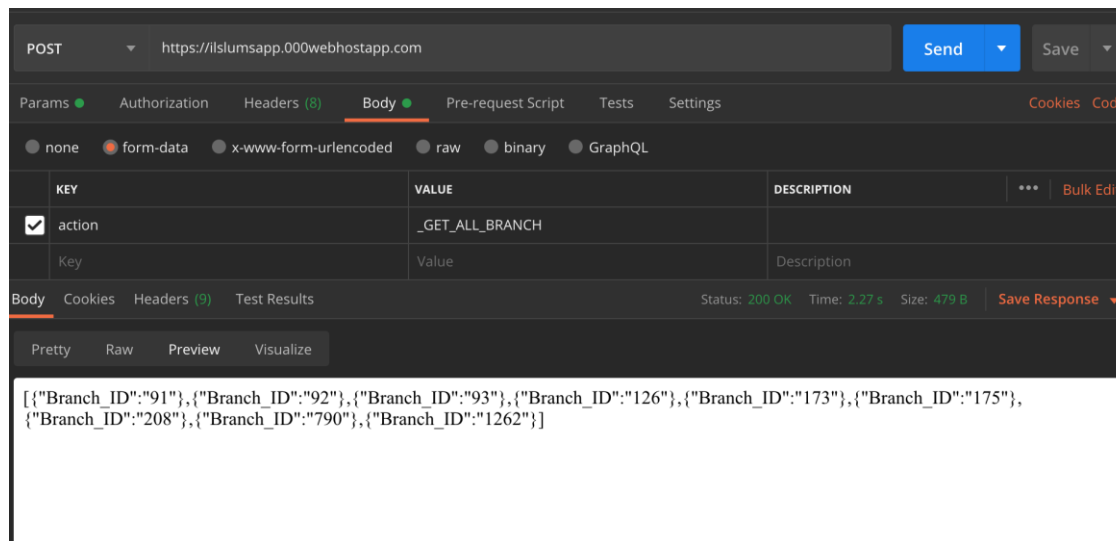 POST https://ilslumsapp.000webhostapp.com Send Save
Params Authorization Headers (8) Body Pre-request Script Tests Settings Cookies Cod
none form-data x-www-form-urlencoded raw binary GraphQL
KEY VALUE DESCRIPTION ••• Bulk Edi
action _GET_ALL_BRANCH
Key Value Description
Body Cookies Headers (9) Test Results Status: 200 OK Time: 2.27 s Size: 479 B Save Response
Pretty Raw Preview Visualize
[{"Branch_ID":"91"},{"Branch_ID":"92"},{"Branch_ID":"93"},{"Branch_ID":"126"},{"Branch_ID":"173"},{"Branch_ID":"175"},
{"Branch_ID":"208"},{"Branch_ID":"790"},{"Branch_ID":"1262"}]